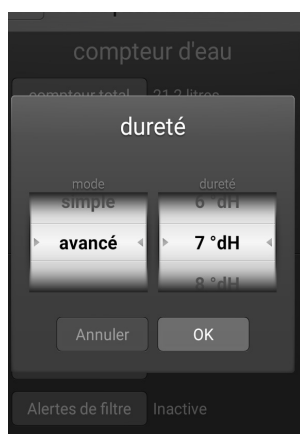 compteur d'eau
compteur total 21.2 litres
dureté
mode dureté
simple 6 °dH
avancé 7 °dH
8 °dH
Annuler OK
Alertes de filtre Inactive